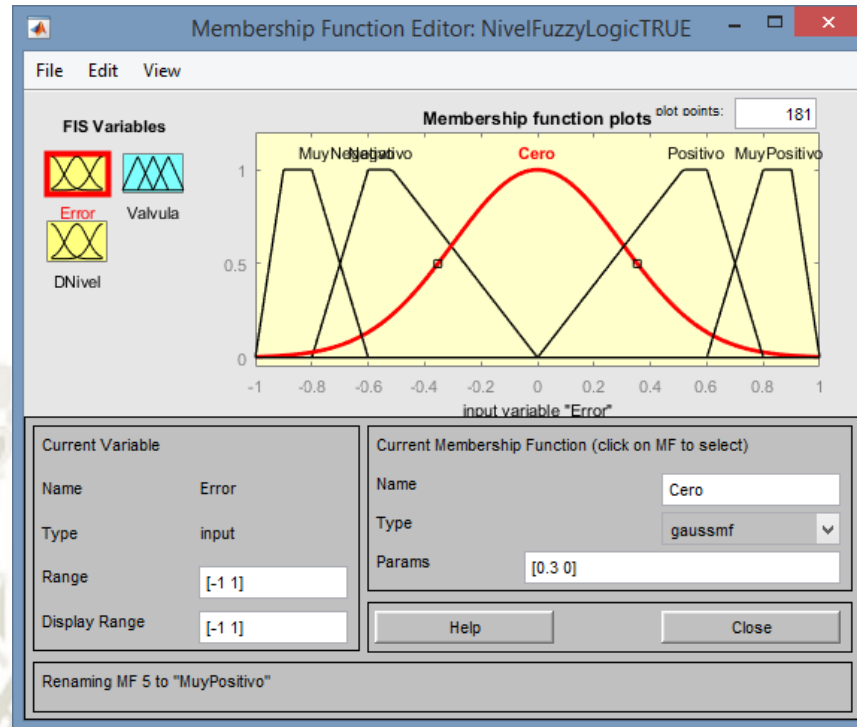 Membership Function Editor: NivelFuzzyLogicTRUE
File Edit View
FIS Variables
Error
Valvula
DNivel
Membership function plots
plot points:
181
MuyNegativo
Negativo
Cero
Positivo
MuyPositivo
1
0.5
0
-1 -0.8 -0.6 -0.4 -0.2 0 0.2 0.4 0.6 0.8 1
input variable "Error"
Current Variable
Name Error
Type input
Range [-1 1]
Display Range [-1 1]
Current Membership Function (click on MF to select)
Name Cero
Type gaussmf
Params [0.3 0]
Help Close
Renaming MF 5 to "MuyPositivo"